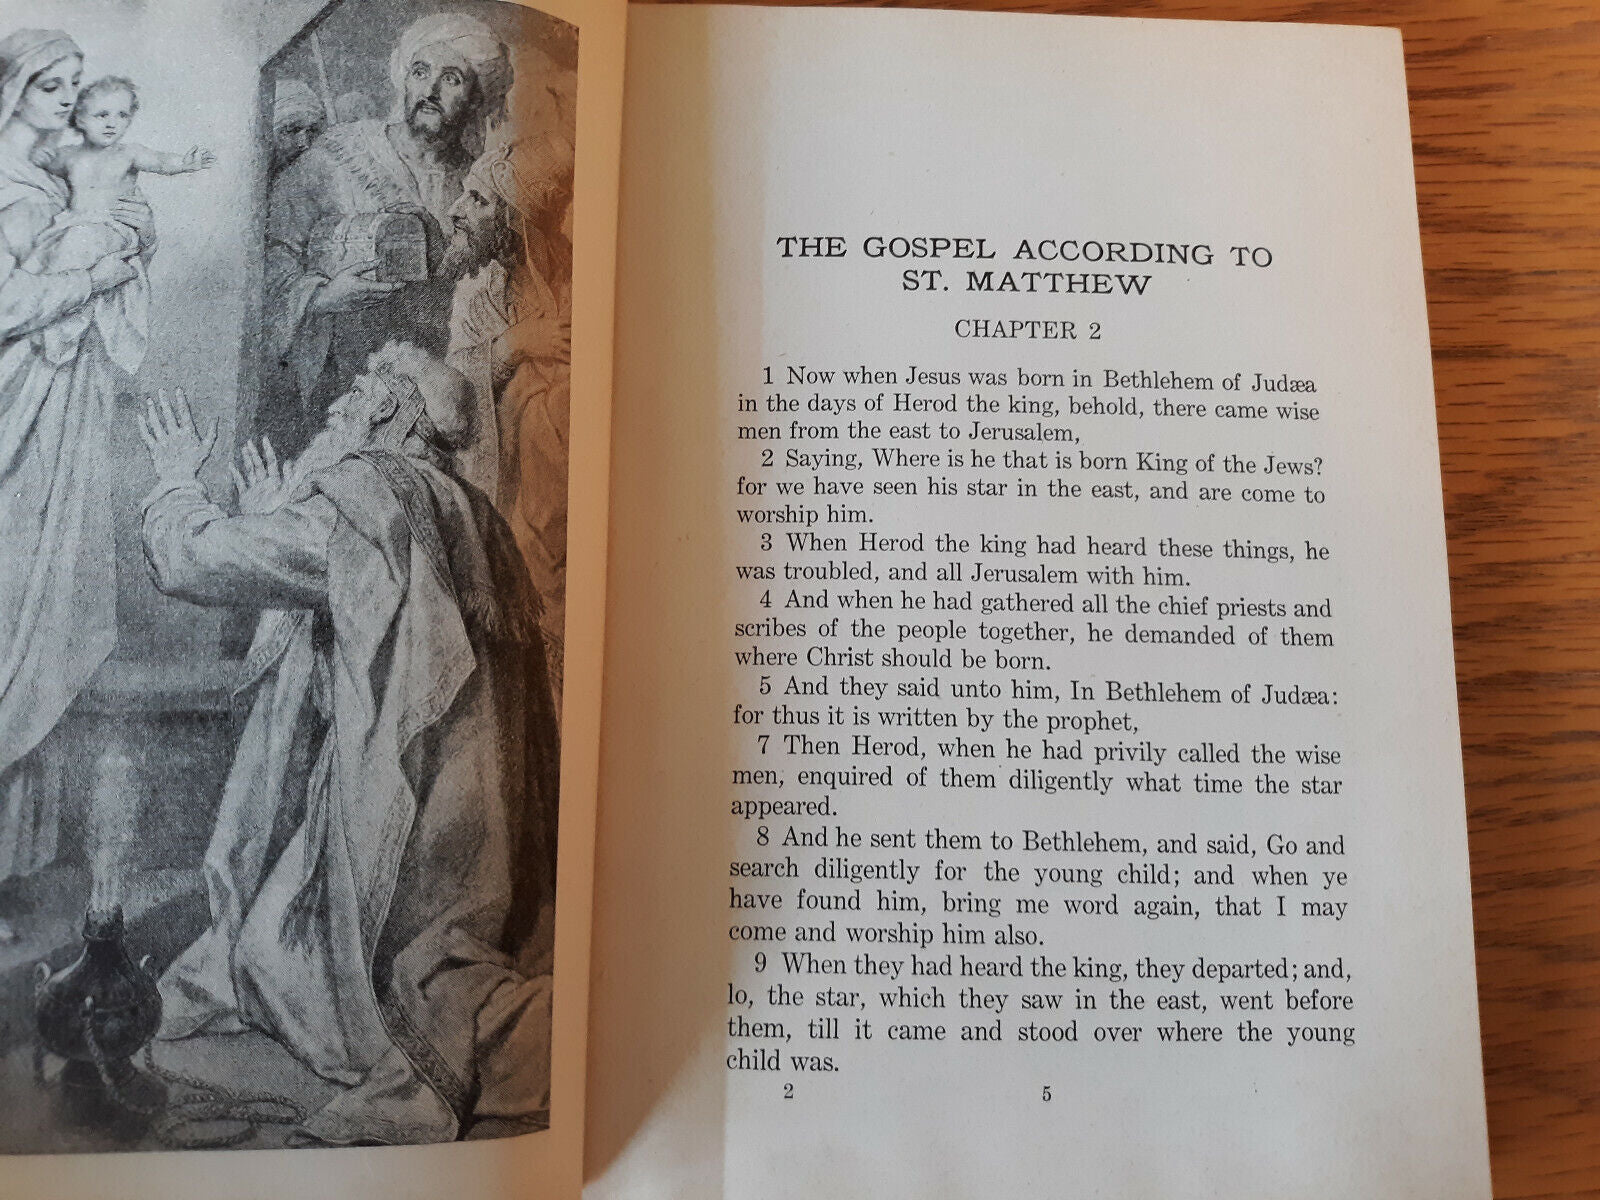 THE GOSPEL ACCORDING TO
ST. MATTHEW
CHAPTER 2
1 Now when Jesus was born in Bethlehem of Judæa
in the days of Herod the king, behold, there came wise
men from the east to Jerusalem,
2 Saying, Where is he that is born King of the Jews?
for we have seen his star in the east, and are come to
worship him.
3 When Herod the king had heard these things, he
was troubled, and all Jerusalem with him.
4 And when he had gathered all the chief priests and
scribes of the people together, he demanded of them
where Christ should be born.
5 And they said unto him, In Bethlehem of Judæa:
for thus it is written by the prophet,
7 Then Herod, when he had privily called the wise
men, enquired of them diligently what time the star
appeared.
8 And he sent them to Bethlehem, and said, Go and
search diligently for the young child; and when ye
have found him, bring me word again, that I may
come and worship him also.
9 When they had heard the king, they departed; and,
lo, the star, which they saw in the east, went before
them, till it came and stood over where the young
child was.
2 5